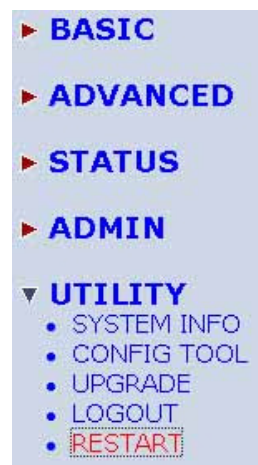 BASIC
ADVANCED
STATUS
ADMIN
UTILITY
SYSTEM INFO
CONFIG TOOL
UPGRADE
LOGOUT
RESTART